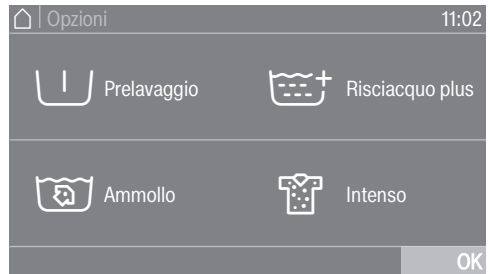 Opzioni 11:02
Prelavaggio Risciacquo plus
Ammollo Intenso
OK